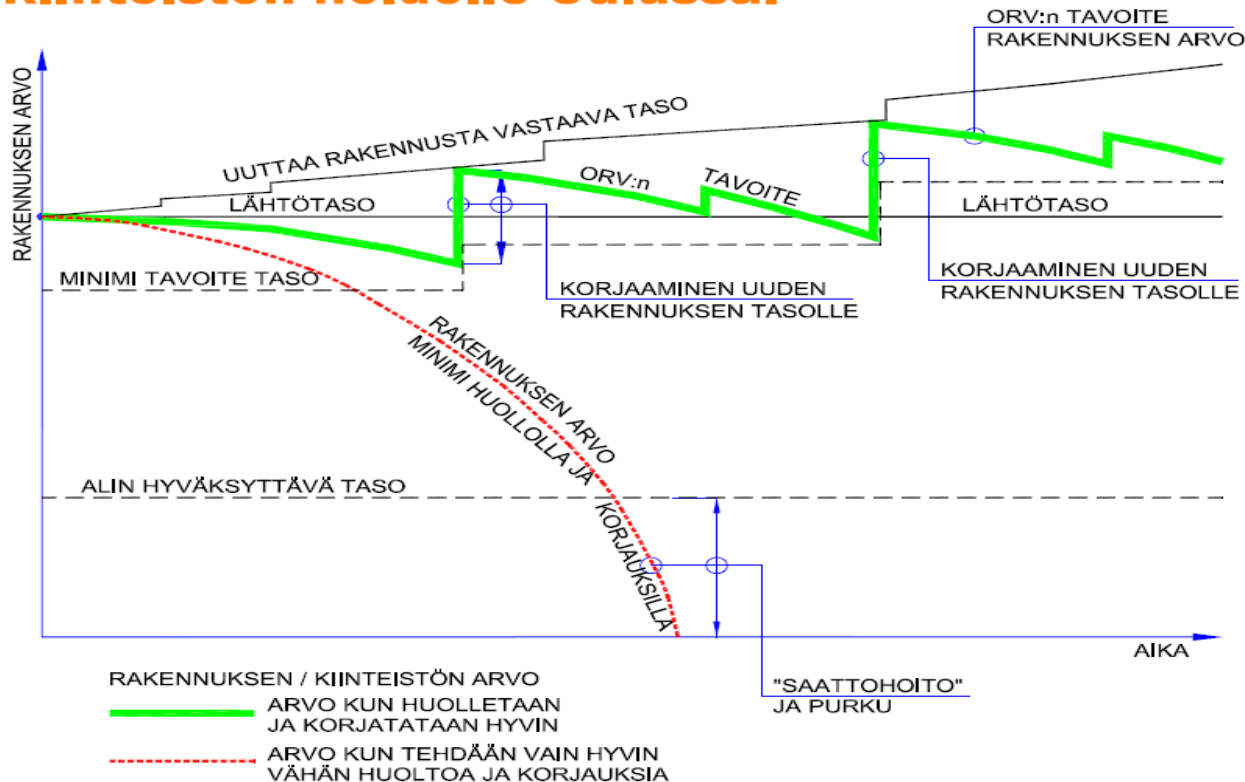 ORV:n TAVOITE
RAKENNUKSEN ARVO
RAKENNUKSEN ARVO
UUTTAA RAKENNUSTA VASTAAVA TASO
LÄHTÖTASO
ORV:n TAVOITE
LÄHTÖTASO
MINIMI TAVOITE TASO
KORJAAMINEN UUDEN
RAKENNUKSEN TASOLLE
KORJAAMINEN UUDEN
RAKENNUKSEN TASOLLE
RAKENNUKSEN ARVO
MINIMI HUOLLOLLA JA
KORJAUKSILLA
ALIN HYVÄKSYTTÄVÄ TASO
AIKA
"SAATTOHOITO"
JA PURKU
RAKENNUKSEN / KIINTEISTÖN ARVO
ARVO KUN HUOLLETAAN
JA KORJATATAAN HYVIN
ARVO KUN TEHDÄÄN VAIN HYVIN
VÄHÄN HUOLTOA JA KORJAUKSIA